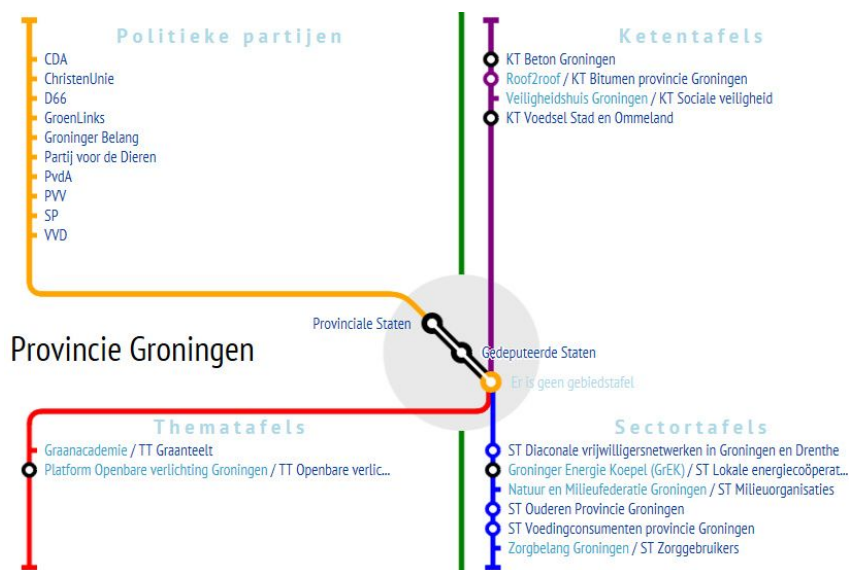 Politieke partijen
CDA
ChristenUnie
D66
GroenLinks
Groninger Belang
Partij voor de Dieren
PvdA
PVV
SP
VVD
Ketentafels
KT Beton Groningen
Roof2roof / KT Bitumen provincie Groningen
Veiligheidshuis Groningen / KT Sociale veiligheid
KT Voedsel Stad en Ommeland
Provinciale Staten
Provincie Groningen
Gedeputeerde Staten
Er is geen gebiedstafel
Thematafels
Graanacademie / TT Graanteelt
Platform Openbare verlichting Groningen / TT Openbare verlic...
Sectortafels
ST Diaconale vrijwilligersnetwerken in Groningen en Drenthe
Groninger Energie Koepel (GrEK) / ST Lokale energiecoöperat...
Natuur en Milieufederatie Groningen / ST Milieuorganisaties
ST Ouderen Provincie Groningen
ST Voedingconsumenten provincie Groningen
Zorgbelang Groningen / ST Zorggebruikers